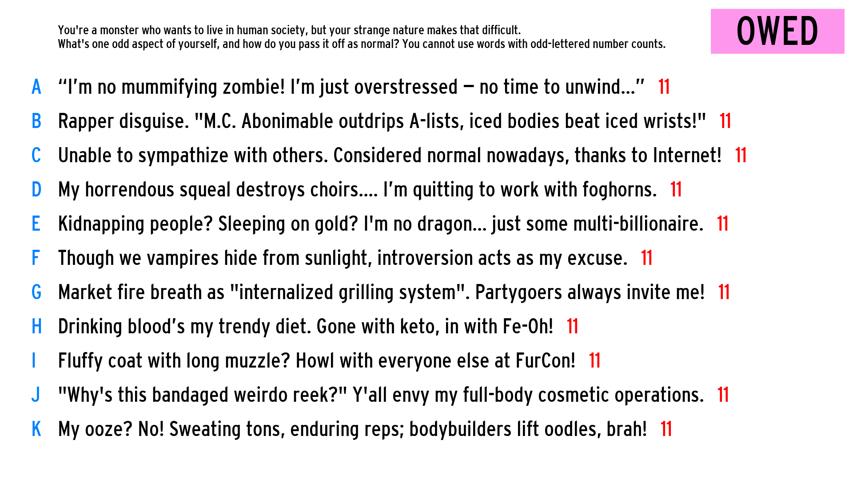 You're a monster who wants to live in human society, but your strange nature makes that difficult.
What's one odd aspect of yourself, and how do you pass it off as normal? You cannot use words with odd-lettered number counts.
OWED
A “I’m no mummifying zombie! I’m just overstressed – no time to unwind...” 11
B Rapper disguise. "M.C. Abonimable outdrips A-lists, iced bodies beat iced wrists!" 11
C Unable to sympathize with others. Considered normal nowadays, thanks to Internet! 11
D My horrendous squeal destroys choirs.... I’m quitting to work with foghorns. 11
E Kidnapping people? Sleeping on gold? I'm no dragon... just some multi-billionaire. 11
F Though we vampires hide from sunlight, introversion acts as my excuse. 11
G Market fire breath as "internalized grilling system". Partygoers always invite me! 11
H Drinking blood’s my trendy diet. Gone with keto, in with Fe-Oh! 11
I Fluffy coat with long muzzle? Howl with everyone else at FurCon! 11
J "Why's this bandaged weirdo reek?" Y'all envy my full-body cosmetic operations. 11
K My ooze? No! Sweating tons, enduring reps; bodybuilders lift oodles, brah! 11